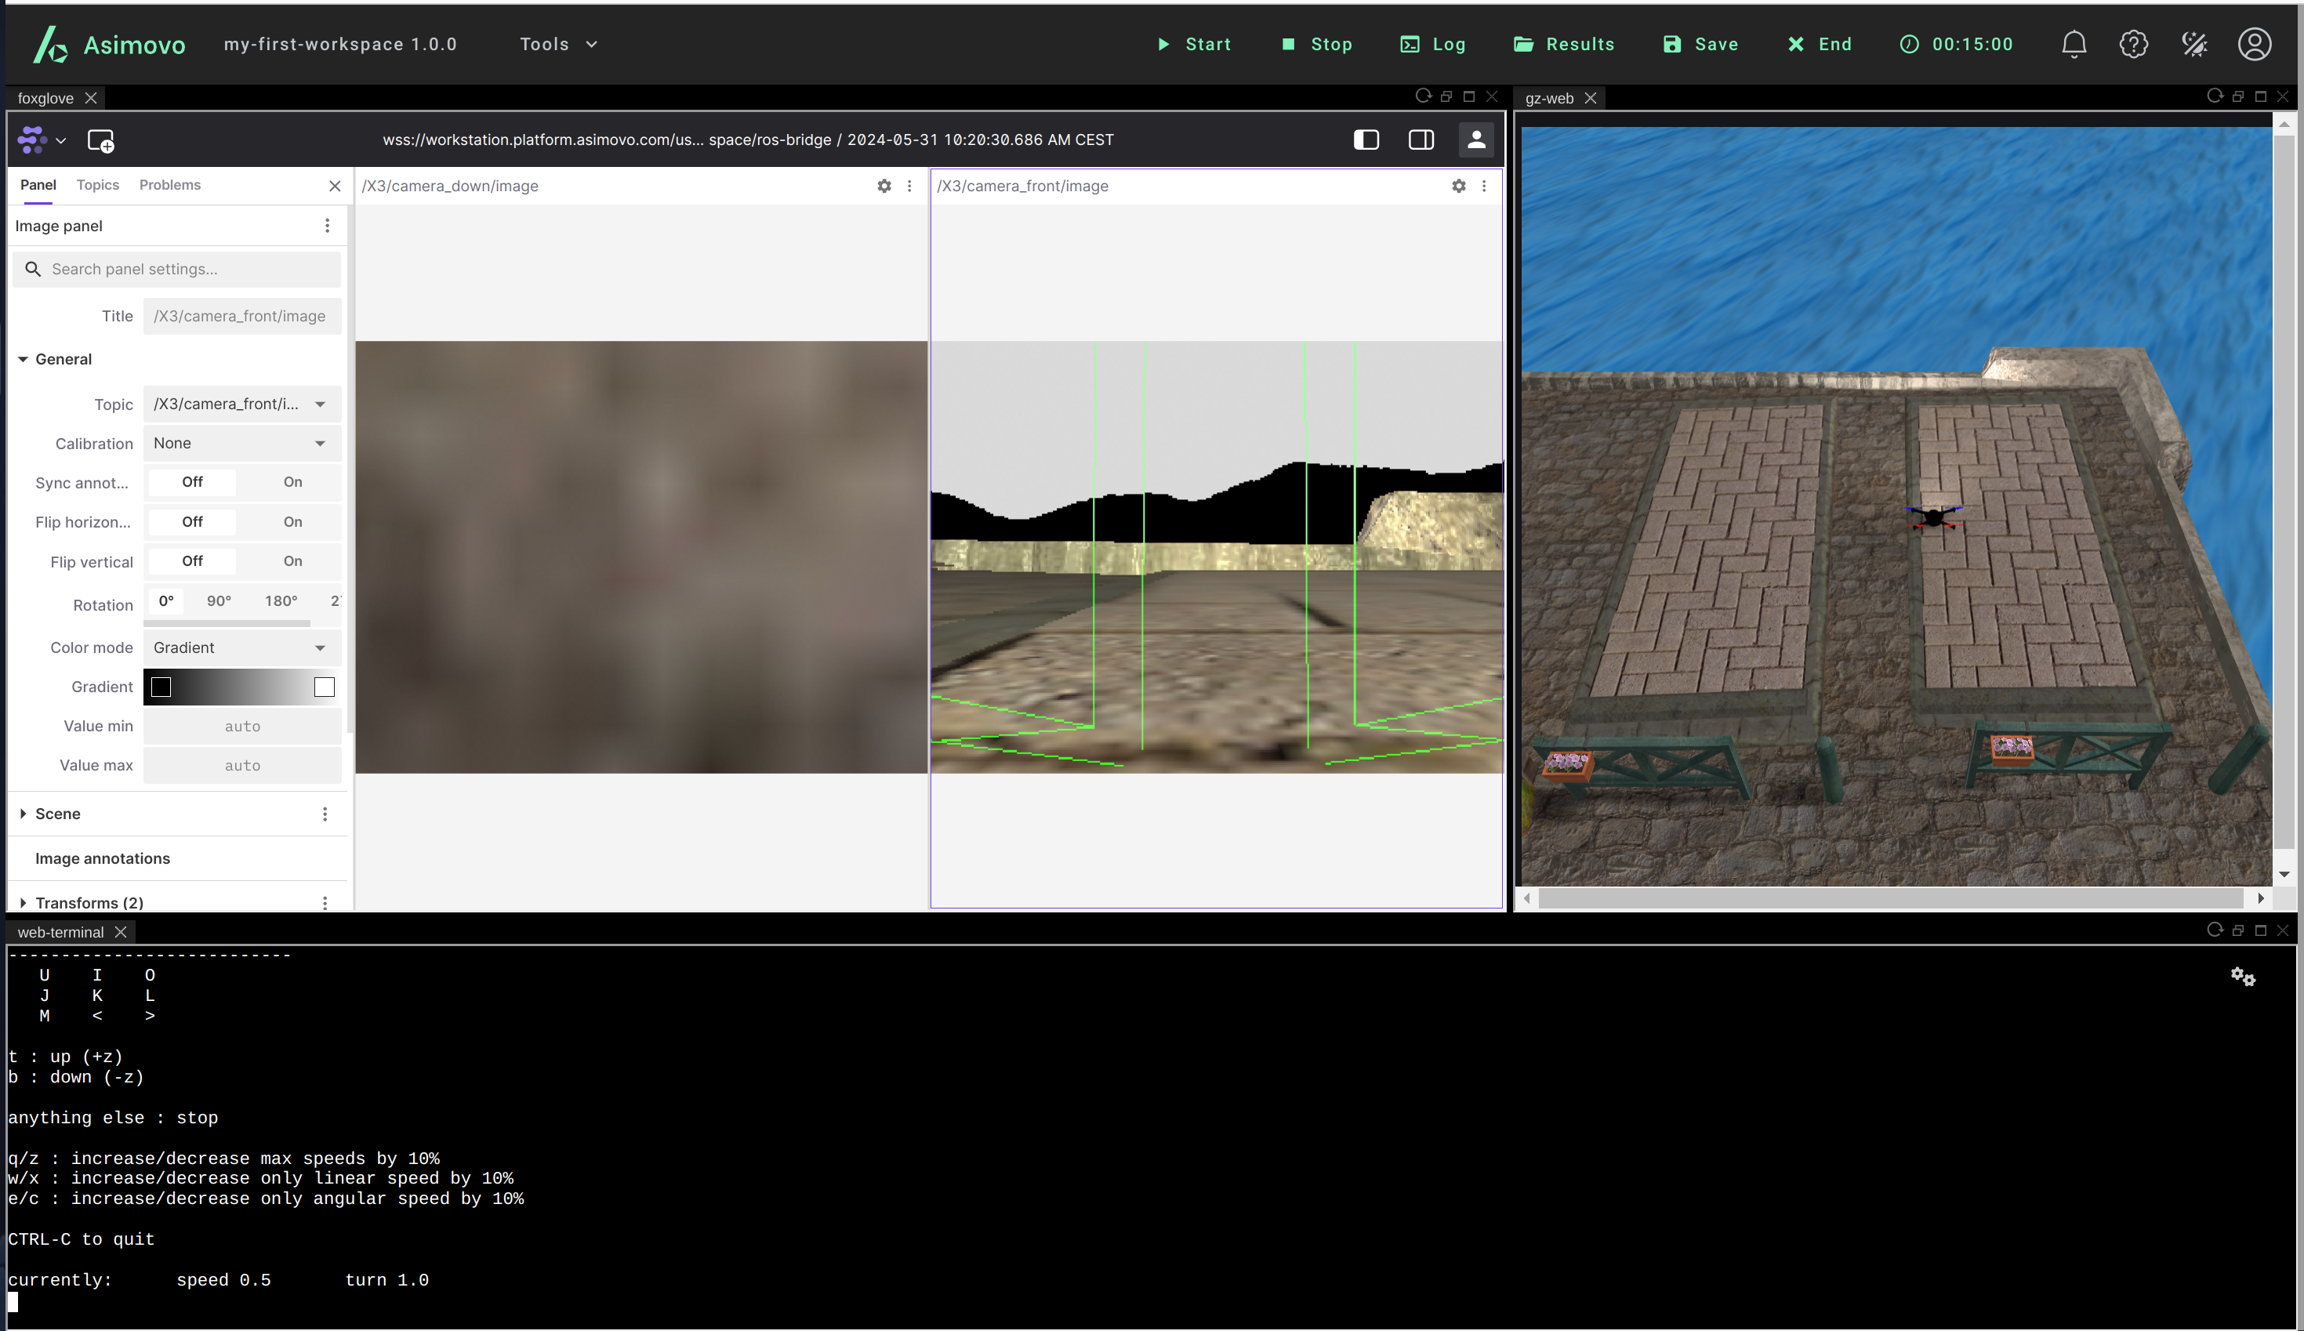 Asimovo my-first-workspace 1.0.0 Tools Start Stop Log Results Save End 00:15:00
foxglove
gz-web
wss://workstation.platform.asimovo.com/us... space/ros-bridge / 2024-05-31 10:20:30.686 AM CEST
Panel Topics Problems
/X3/camera_down/image
/X3/camera_front/image
Image panel
Search panel settings...
Title /X3/camera_front/image
General
Topic /X3/camera_front/i...
Calibration None
Sync annot... Off On
Flip horizon... Off On
Flip vertical Off On
Rotation 0° 90° 180° 2
Color mode Gradient
Gradient
Value min auto
Value max auto
Scene
Image annotations
Transforms (2)
web-terminal
---------------------------
U I O
J K L
M < >
t : up (+z)
b : down (-z)
anything else : stop
q/z : increase/decrease max speeds by 10%
w/x : increase/decrease only linear speed by 10%
e/c : increase/decrease only angular speed by 10%
CTRL-C to quit
currently: speed 0.5 turn 1.0